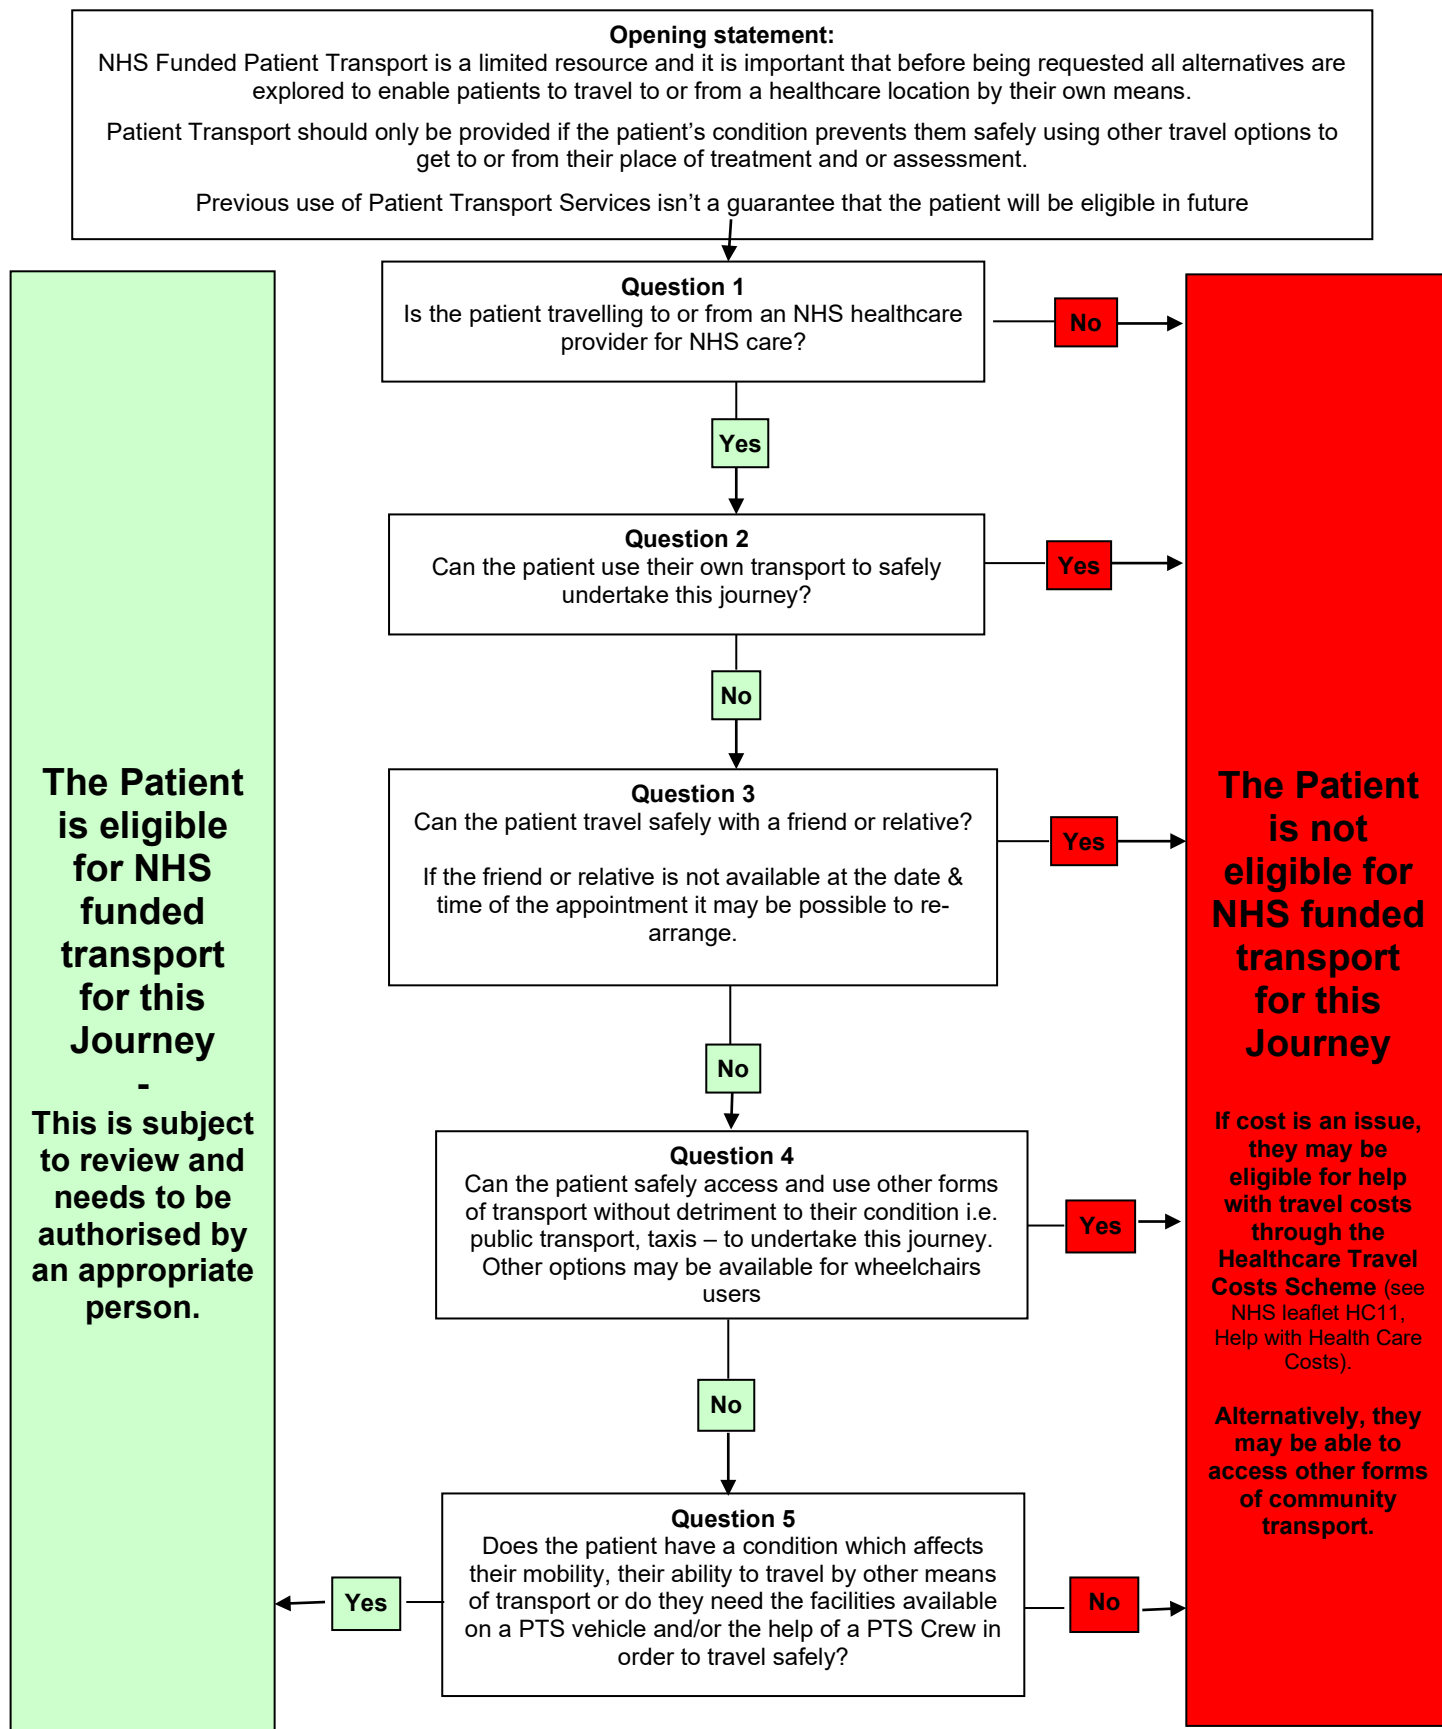 Opening statement:
NHS Funded Patient Transport is a limited resource and it is important that before being requested all alternatives are
explored to enable patients to travel to or from a healthcare location by their own means.
Patient Transport should only be provided if the patient’s condition prevents them safely using other travel options to
get to or from their place of treatment and or assessment.
Previous use of Patient Transport Services isn’t a guarantee that the patient will be eligible in future
Question 1
Is the patient travelling to or from an NHS healthcare
provider for NHS care?
No
Yes
Question 2
Can the patient use their own transport to safely
undertake this journey?
Yes
No
Question 3
Can the patient travel safely with a friend or relative?
If the friend or relative is not available at the date &
time of the appointment it may be possible to re-
arrange.
Yes
No
Question 4
Can the patient safely access and use other forms
of transport without detriment to their condition i.e.
public transport, taxis – to undertake this journey.
Other options may be available for wheelchairs
users
Yes
No
Question 5
Does the patient have a condition which affects
their mobility, their ability to travel by other means
of transport or do they need the facilities available
on a PTS vehicle and/or the help of a PTS Crew in
order to travel safely?
Yes
No
The Patient
is eligible
for NHS
funded
transport
for this
Journey
-
This is subject
to review and
needs to be
authorised by
an appropriate
person.
The Patient
is not
eligible for
NHS funded
transport
for this
Journey
If cost is an issue,
they may be
eligible for help
with travel costs
through the
Healthcare Travel
Costs Scheme (see
NHS leaflet HC11,
Help with Health Care
Costs).
Alternatively, they
may be able to
access other forms
of community
transport.